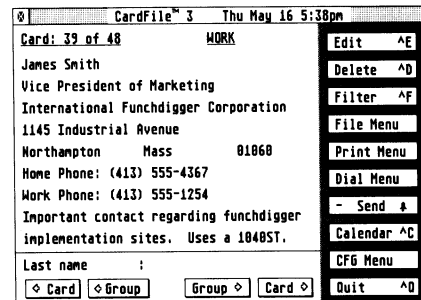 CardFile™ 3 Thu May 16 5:38pm
Card: 39 of 48 WORK
James Smith
Vice President of Marketing
International Funchdigger Corporation
1145 Industrial Avenue
Northampton Mass 01060
Home Phone: (413) 555-4367
Work Phone: (413) 555-1254
Important contact regarding funchdigger
implementation sites. Uses a 1040ST.
Last name :
◊ Card ◊ Group Group ◊ Card ◊
Edit ^E
Delete ^D
Filter ^F
File Menu
Print Menu
Dial Menu
- Send
Calendar ^C
CFG Menu
Quit ^Q